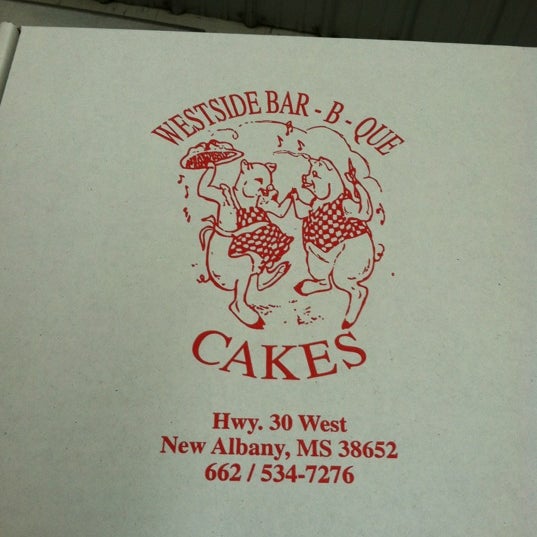 WESTSIDE BAR - B - QUE
CAKES
Hwy. 30 West
New Albany, MS 38652
662 / 534-7276